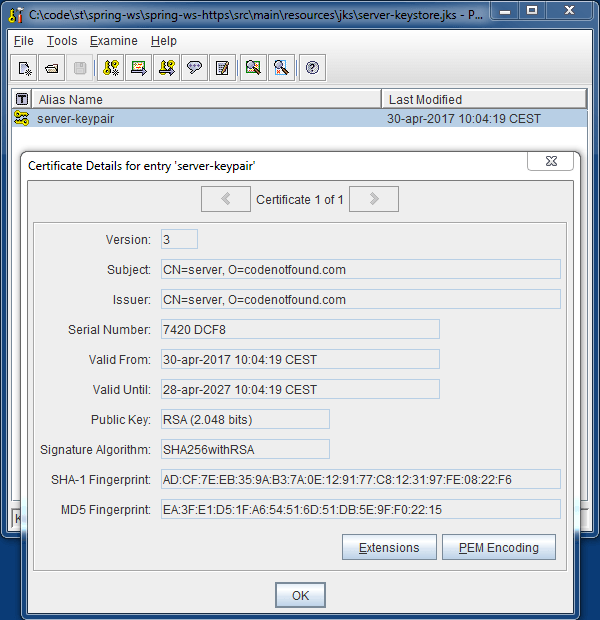 C:\code\st\spring-ws\spring-ws-https\src\main\resources\jks\server-keystore.jks - P...
File Tools Examine Help
T Alias Name Last Modified
server-keypair 30-apr-2017 10:04:19 CEST
Certificate Details for entry 'server-keypair'
Certificate 1 of 1
Version: 3
Subject: CN=server, O=codenotfound.com
Issuer: CN=server, O=codenotfound.com
Serial Number: 7420 DCF8
Valid From: 30-apr-2017 10:04:19 CEST
Valid Until: 28-apr-2027 10:04:19 CEST
Public Key: RSA (2.048 bits)
Signature Algorithm: SHA256withRSA
SHA-1 Fingerprint: AD:CF:7E:EB:35:9A:B3:7A:0E:12:91:77:C8:12:31:97:FE:08:22:F6
MD5 Fingerprint: EA:3F:E1:D5:1F:A6:54:51:6D:51:DB:5E:9F:F0:22:15
Extensions PEM Encoding
OK